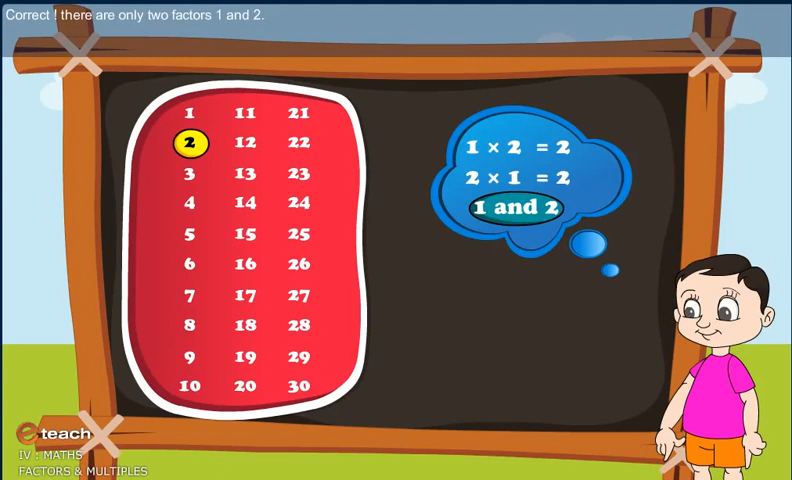 Correct ! there are only two factors 1 and 2.
1 11 21
2 12 22
3 13 23
4 14 24
5 15 25
6 16 26
7 17 27
8 18 28
9 19 29
10 20 30
1 × 2 = 2
2 × 1 = 2
1 and 2
e teach
IV : MATHS
FACTORS & MULTIPLES